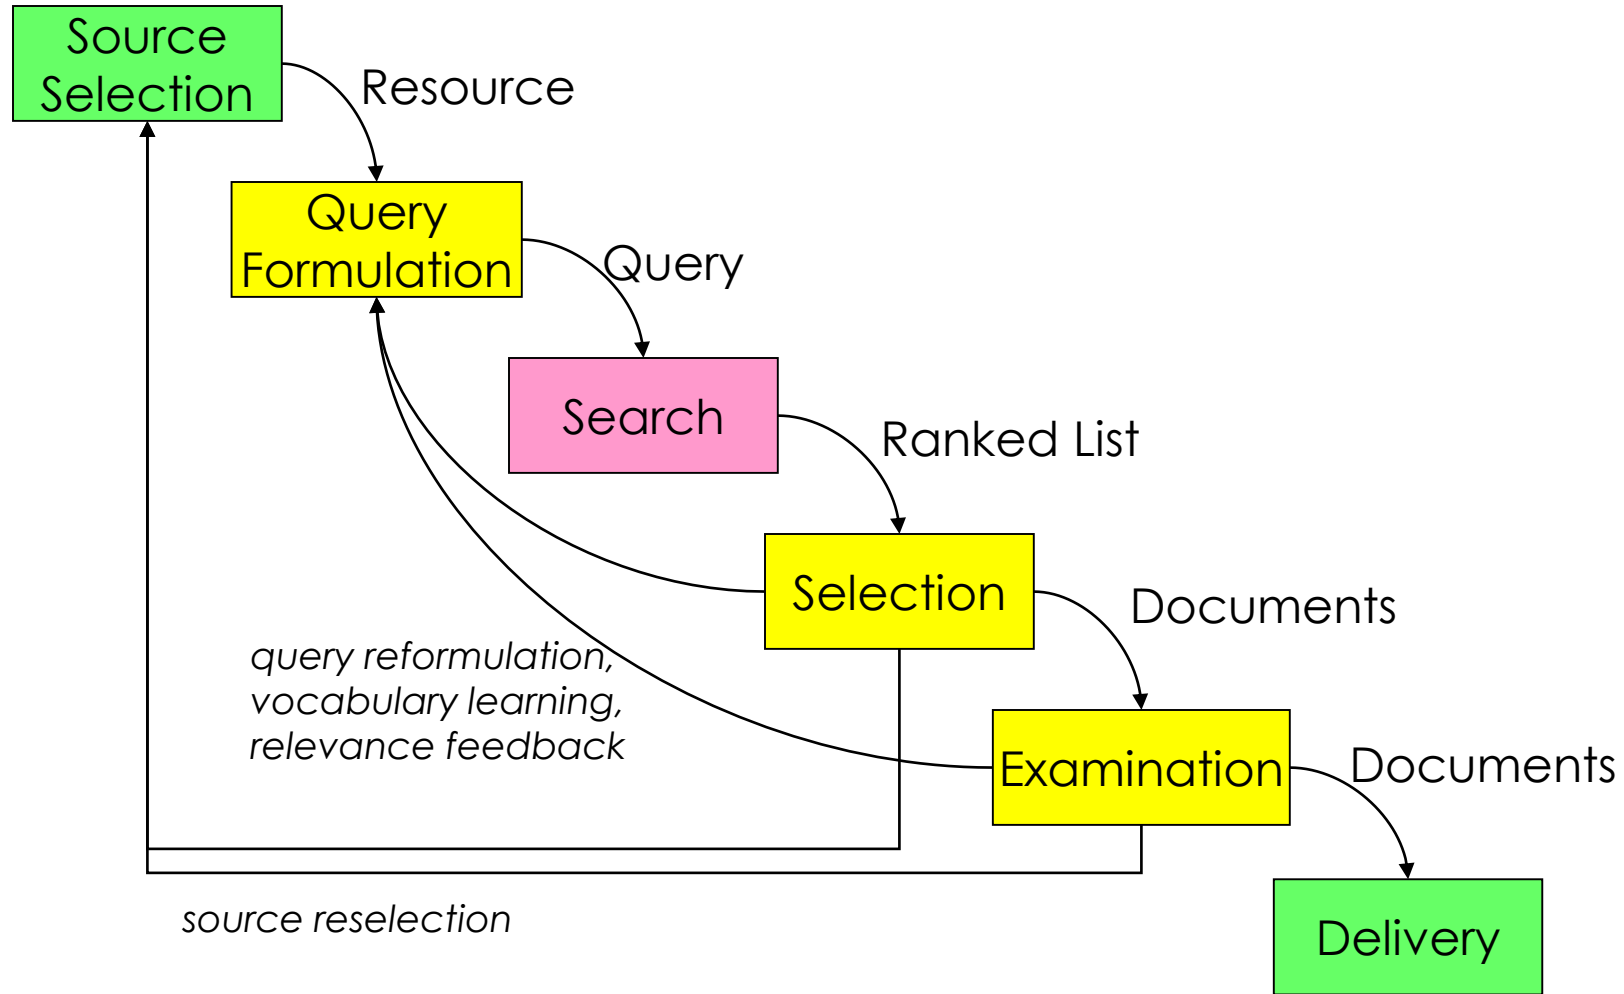 Source
Selection
Resource
Query
Formulation
Query
Search
Ranked List
Selection
Documents
query reformulation,
vocabulary learning,
relevance feedback
Examination
Documents
source reselection
Delivery